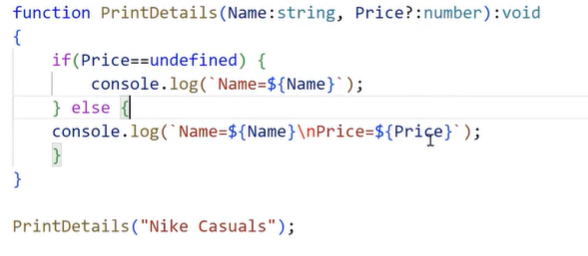 function PrintDetails(Name:string, Price?:number):void
{
if(Price==undefined) {
console.log(`Name=${Name}`);
} else {
console.log(`Name=${Name}\nPrice=${Price}`);
}
}
PrintDetails("Nike Casuals");